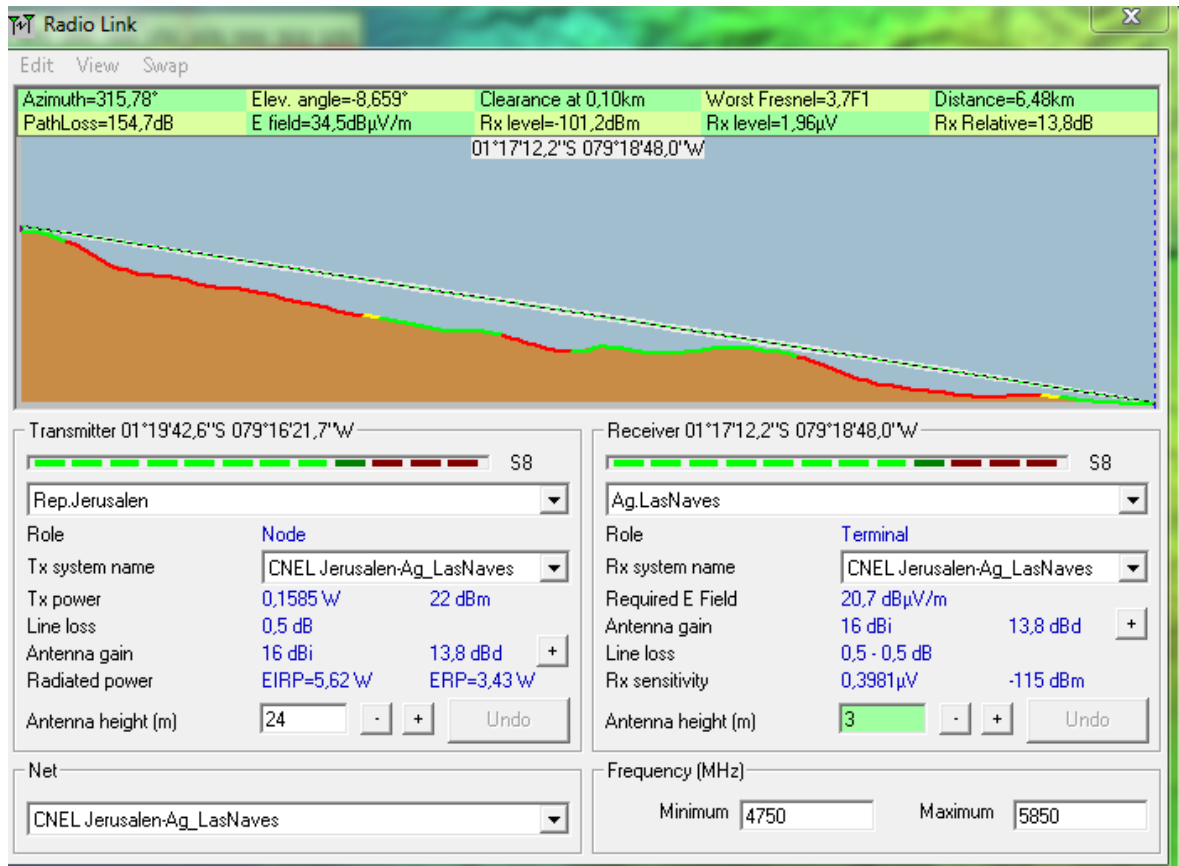 Radio Link
X
Edit View Swap
Azimuth=315,78° Elev. angle=-8,659° Clearance at 0,10km Worst Fresnel=3,7F1 Distance=6,48km
PathLoss=154,7dB E field=34,5dBμV/m Rx level=-101,2dBm Rx level=1,96μV Rx Relative=13,8dB
01°17'12,2"S 079°18'48,0"W
Transmitter 01°19'42,6"S 079°16'21,7"W
S8
Rep.Jerusalen
Role Node
Tx system name CNEL Jerusalen-Ag_LasNaves
Tx power 0,1585 W 22 dBm
Line loss 0,5 dB
Antenna gain 16 dBi 13,8 dBd +
Radiated power EIRP=5,62 W ERP=3,43 W
Antenna height (m) 24 - + Undo
Receiver 01°17'12,2"S 079°18'48,0"W
S8
Ag.LasNaves
Role Terminal
Rx system name CNEL Jerusalen-Ag_LasNaves
Required E Field 20,7 dBμV/m
Antenna gain 16 dBi 13,8 dBd +
Line loss 0,5 - 0,5 dB
Rx sensitivity 0,3981μV -115 dBm
Antenna height (m) 3 - + Undo
Net
CNEL Jerusalen-Ag_LasNaves
Frequency (MHz)
Minimum 4750 Maximum 5850